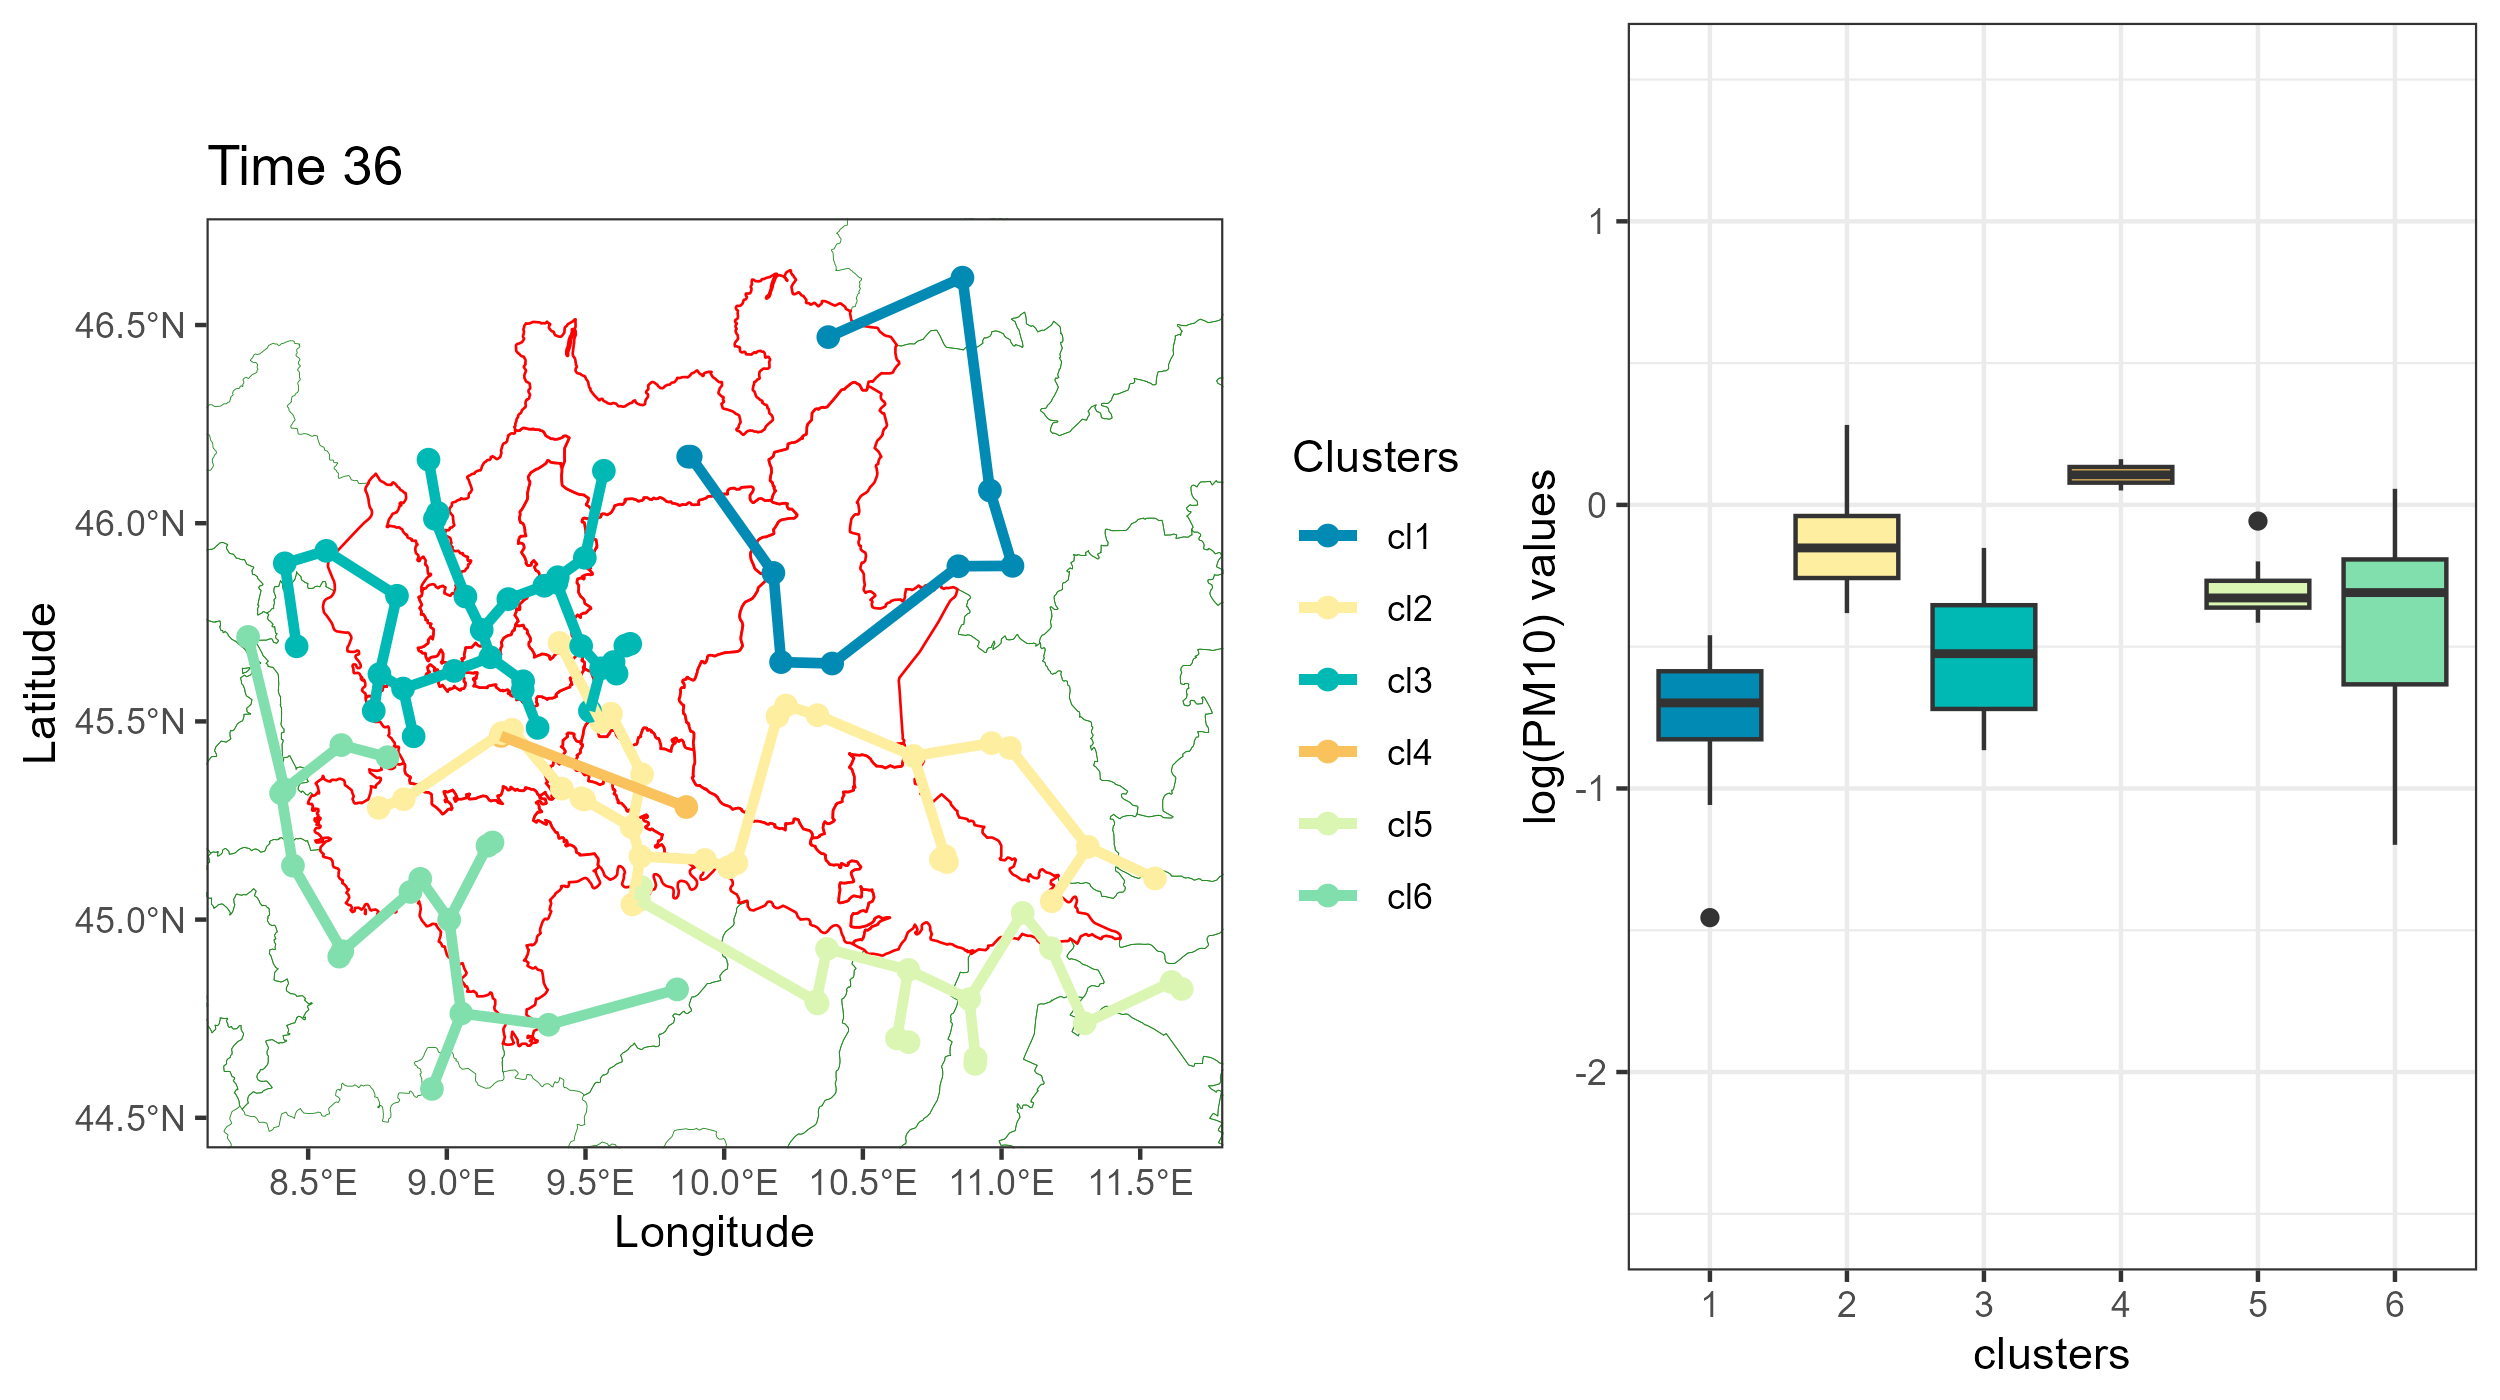 Time 36
46.5°N
46.0°N
45.5°N
45.0°N
44.5°N
Latitude
8.5°E 9.0°E 9.5°E 10.0°E 10.5°E 11.0°E 11.5°E
Longitude
Clusters
cl1
cl2
cl3
cl4
cl5
cl6
log(PM10) values
1
0
-1
-2
1 2 3 4 5 6
clusters